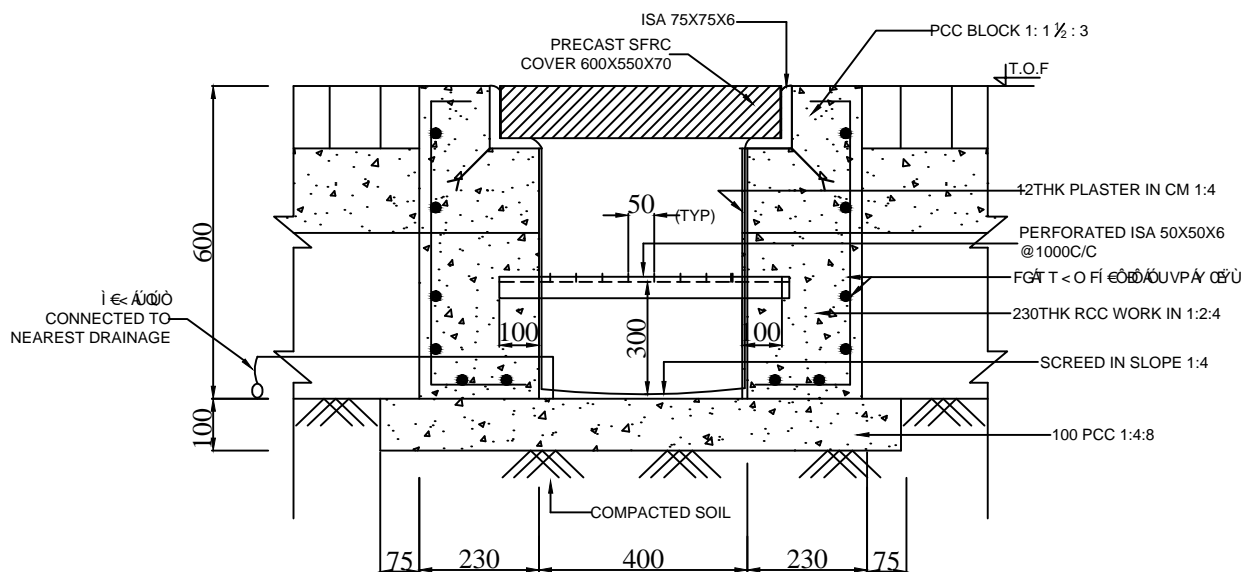 ISA 75X75X6
PRECAST SFRC
COVER 600X550X70
PCC BLOCK 1: 1 ½ : 3
T.O.F
12THK PLASTER IN CM 1:4
50
(TYP)
PERFORATED ISA 50X50X6
@1000C/C
600
CONNECTED TO
NEAREST DRAINAGE
100
300
100
230THK RCC WORK IN 1:2:4
SCREED IN SLOPE 1:4
100
100 PCC 1:4:8
COMPACTED SOIL
75
230
400
230
75